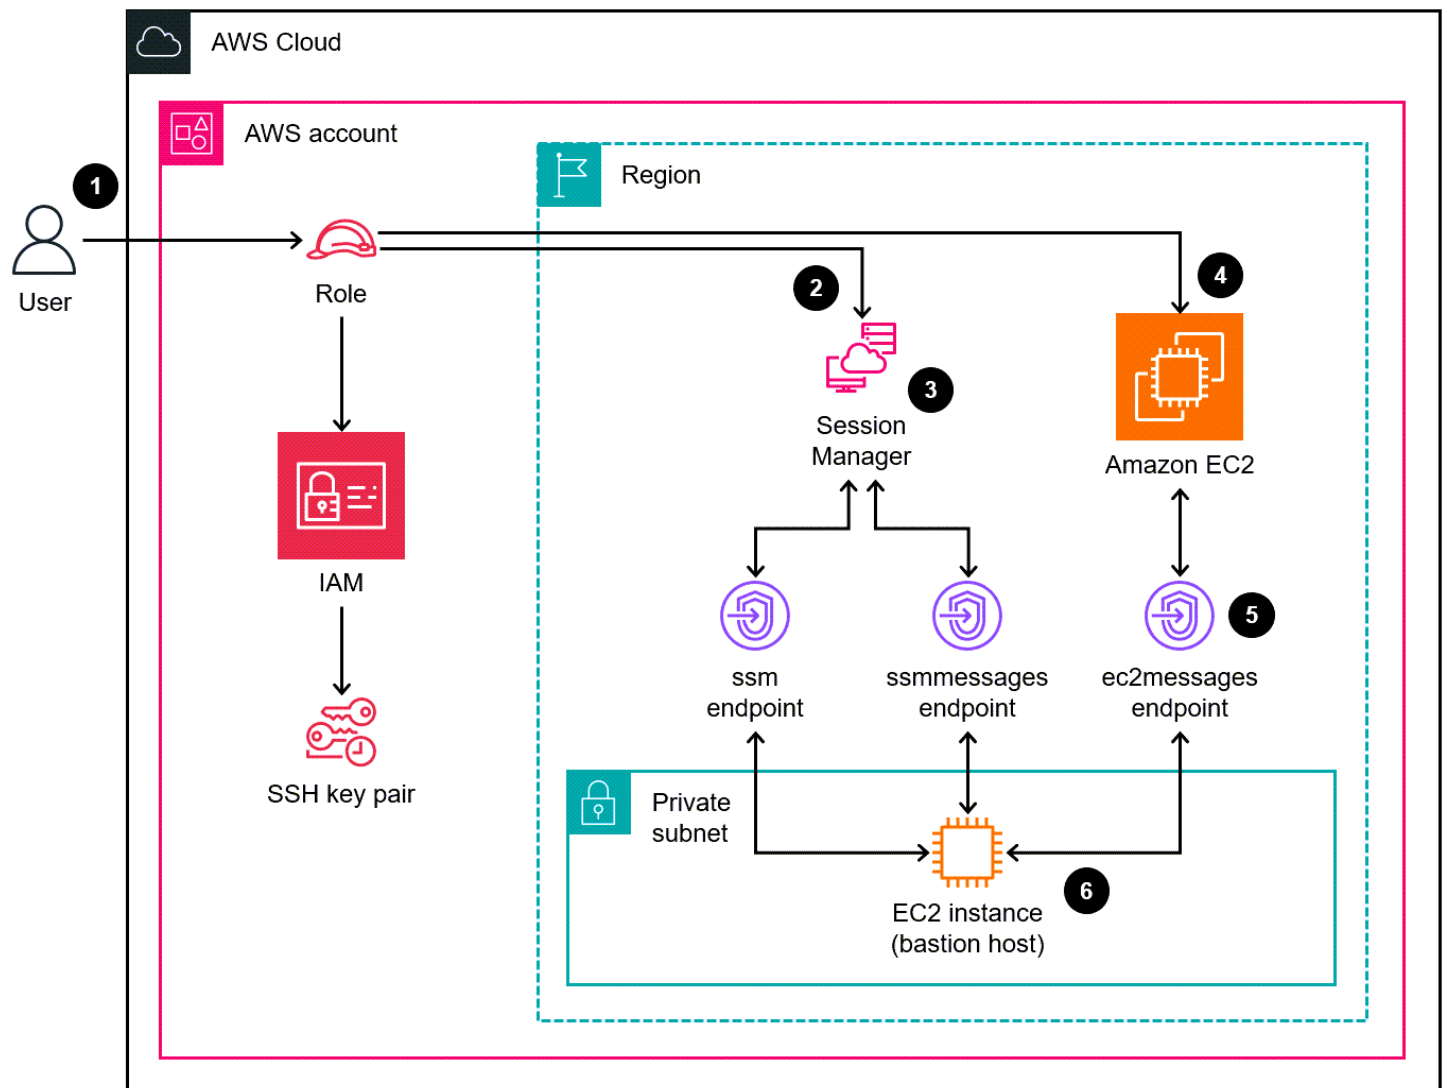 AWS Cloud
AWS account
Region
1
User
Role
2
4
3
Session
Manager
Amazon EC2
IAM
5
ssm
endpoint
ssmmessages
endpoint
ec2messages
endpoint
SSH key pair
Private
subnet
6
EC2 instance
(bastion host)